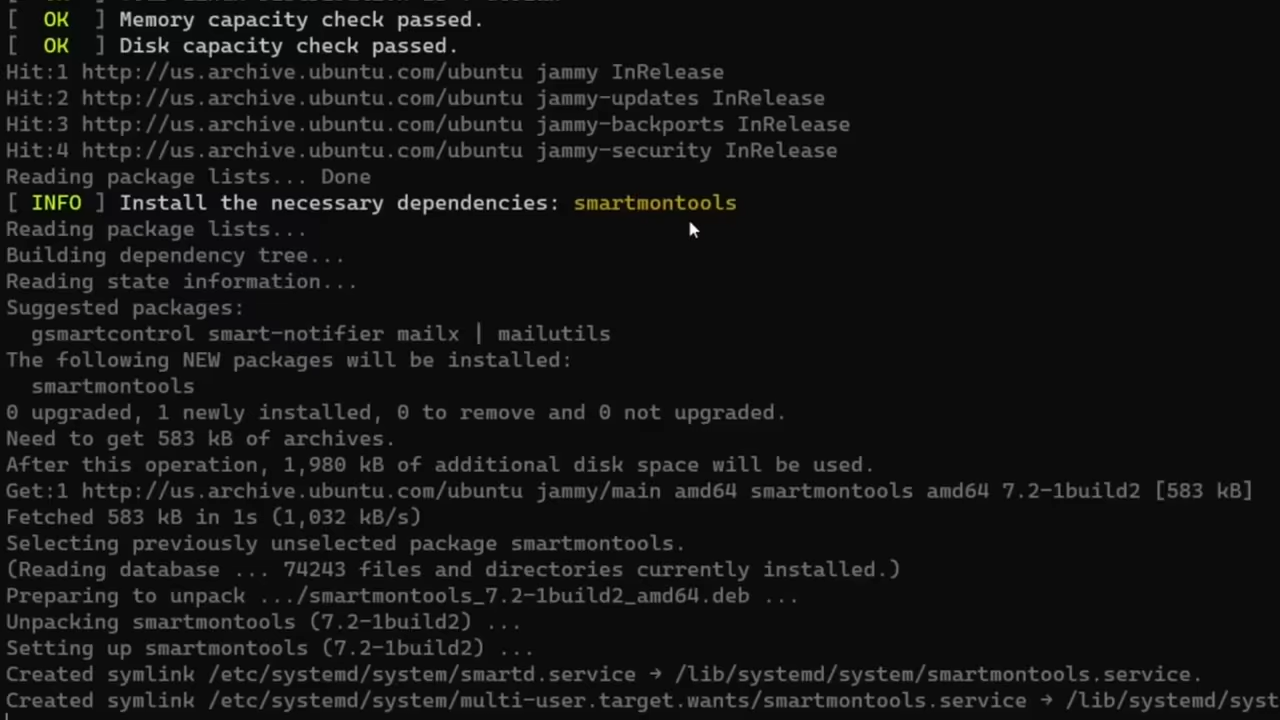 [  OK  ] Memory capacity check passed.
[  OK  ] Disk capacity check passed.
Hit:1 http://us.archive.ubuntu.com/ubuntu jammy InRelease
Hit:2 http://us.archive.ubuntu.com/ubuntu jammy-updates InRelease
Hit:3 http://us.archive.ubuntu.com/ubuntu jammy-backports InRelease
Hit:4 http://us.archive.ubuntu.com/ubuntu jammy-security InRelease
Reading package lists... Done
[ INFO ] Install the necessary dependencies: smartmontools
Reading package lists...
Building dependency tree...
Reading state information...
Suggested packages:
  gsmartcontrol smart-notifier mailx | mailutils
The following NEW packages will be installed:
  smartmontools
0 upgraded, 1 newly installed, 0 to remove and 0 not upgraded.
Need to get 583 kB of archives.
After this operation, 1,980 kB of additional disk space will be used.
Get:1 http://us.archive.ubuntu.com/ubuntu jammy/main amd64 smartmontools amd64 7.2-1build2 [583 kB]
Fetched 583 kB in 1s (1,032 kB/s)
Selecting previously unselected package smartmontools.
(Reading database ... 74243 files and directories currently installed.)
Preparing to unpack .../smartmontools_7.2-1build2_amd64.deb ...
Unpacking smartmontools (7.2-1build2) ...
Setting up smartmontools (7.2-1build2) ...
Created symlink /etc/systemd/system/smartd.service → /lib/systemd/system/smartmontools.service.
Created symlink /etc/systemd/system/multi-user.target.wants/smartmontools.service → /lib/systemd/syst